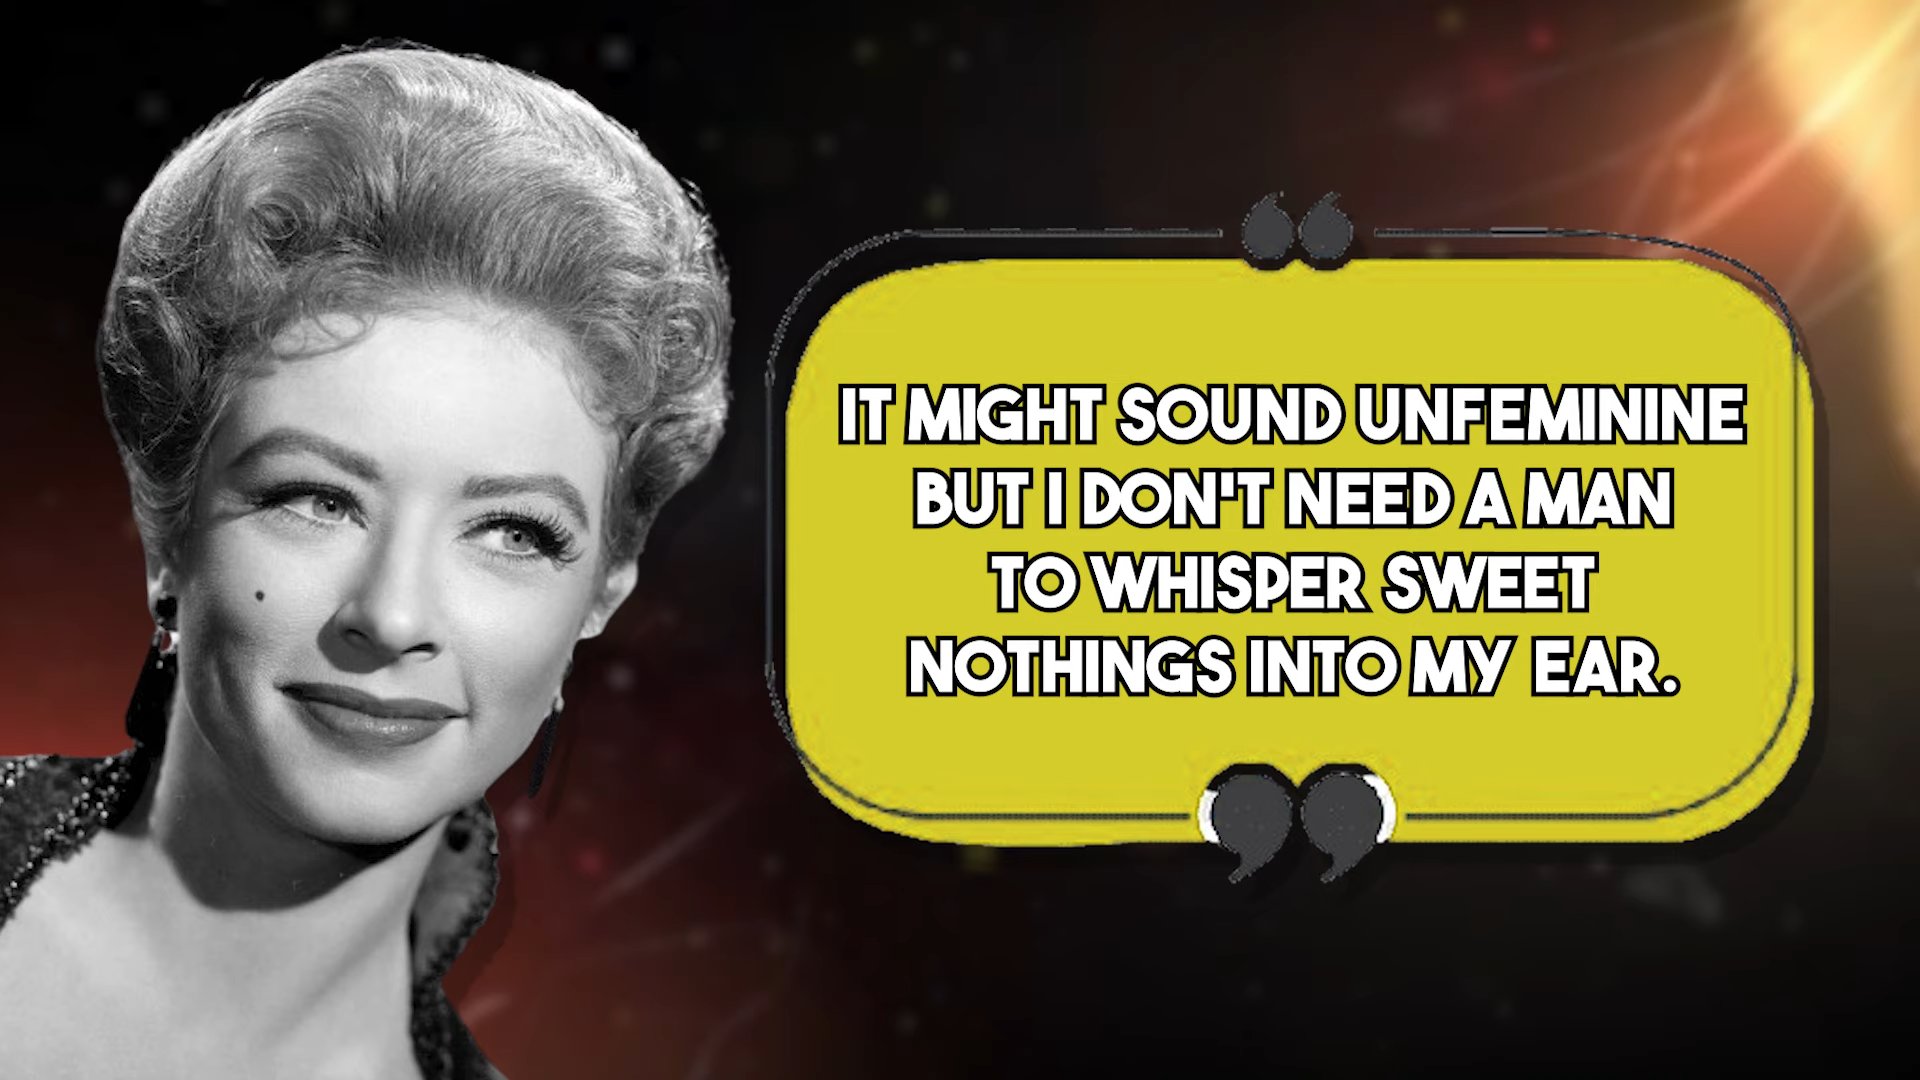 IT MIGHT SOUND UNFEMININE
BUT I DON'T NEED A MAN
TO WHISPER SWEET
NOTHINGS INTO MY EAR.